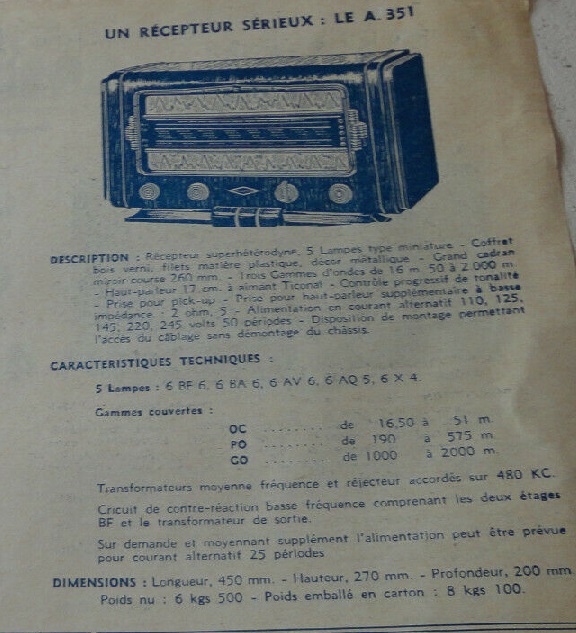 UN RÉCEPTEUR SÉRIEUX : LE A. 351
DESCRIPTION : Récepteur superhétérodyne, 5 Lampes type miniature - Coffret
bois verni, filets matière plastique, décor métallique - Grand cadran
miroir course 260 mm. - Trois Gammes d'ondes de 16 m 50 à 2.000 m.
- Haut-parleur 17 cm. à aimant Ticonal - Contrôle progressif de tonalité
- Prise pour pick-up - Prise pour haut-parleur supplémentaire à basse
impédance : 2 ohm, 5 - Alimentation en courant alternatif 110, 125,
145, 220, 245 volts 50 périodes - Disposition de montage permettant
l'accès du câblage sans démontage du châssis.
CARACTERISTIQUES TECHNIQUES :
5 Lampes : 6 BF 6, 6 BA 6, 6 AV 6, 6 AQ 5, 6 X 4.
Gammes couvertes :
OC ........ de 16,50 à 51 m.
PO ........ de 190 à 575 m.
GO ........ de 1000 à 2000 m.
Transformateurs moyenne fréquence et réjecteur accordés sur 480 KC.
Cricuit de contre-réaction basse fréquence comprenant les deux étages
BF et le transformateur de sortie.
Sur demande et moyennant supplément l'alimentation peut être prévue
pour courant alternatif 25 périodes
DIMENSIONS : Longueur, 450 mm. - Hauteur, 270 mm. - Profondeur, 200 mm.
Poids nu : 6 kgs 500 - Poids emballé en carton : 8 kgs 100.